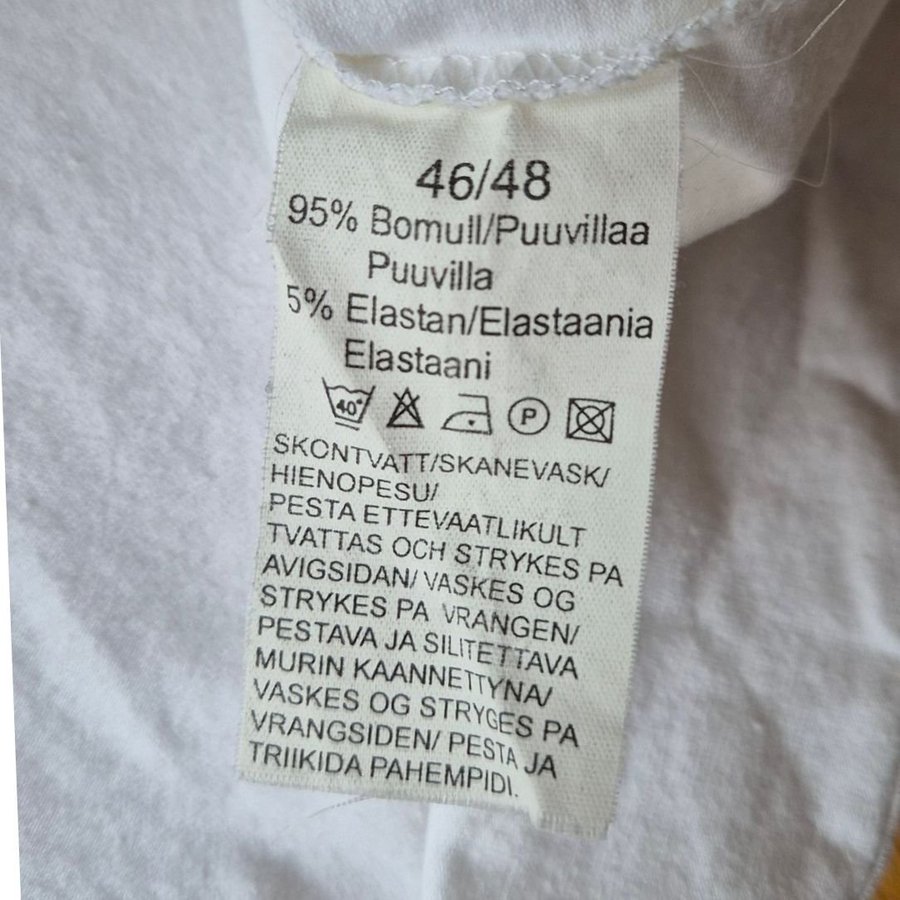 46/48
95% Bomull/Puuvillaa
Puuvilla
5% Elastan/Elastaania
Elastaani
40° P
SKONTVATT/SKANEVASK/
HIENOPESU/
PESTA ETTEVAATLIKULT
TVATTAS OCH STRYKES PA
AVIGSIDAN/ VASKES OG
STRYKES PA VRANGEN/
PESTAVA JA SILITETTAVA
MURIN KAANNETTYNA/
VASKES OG STRYGES PA
VRANGSIDEN/ PESTA JA
TRIIKIDA PAHEMPIDI.